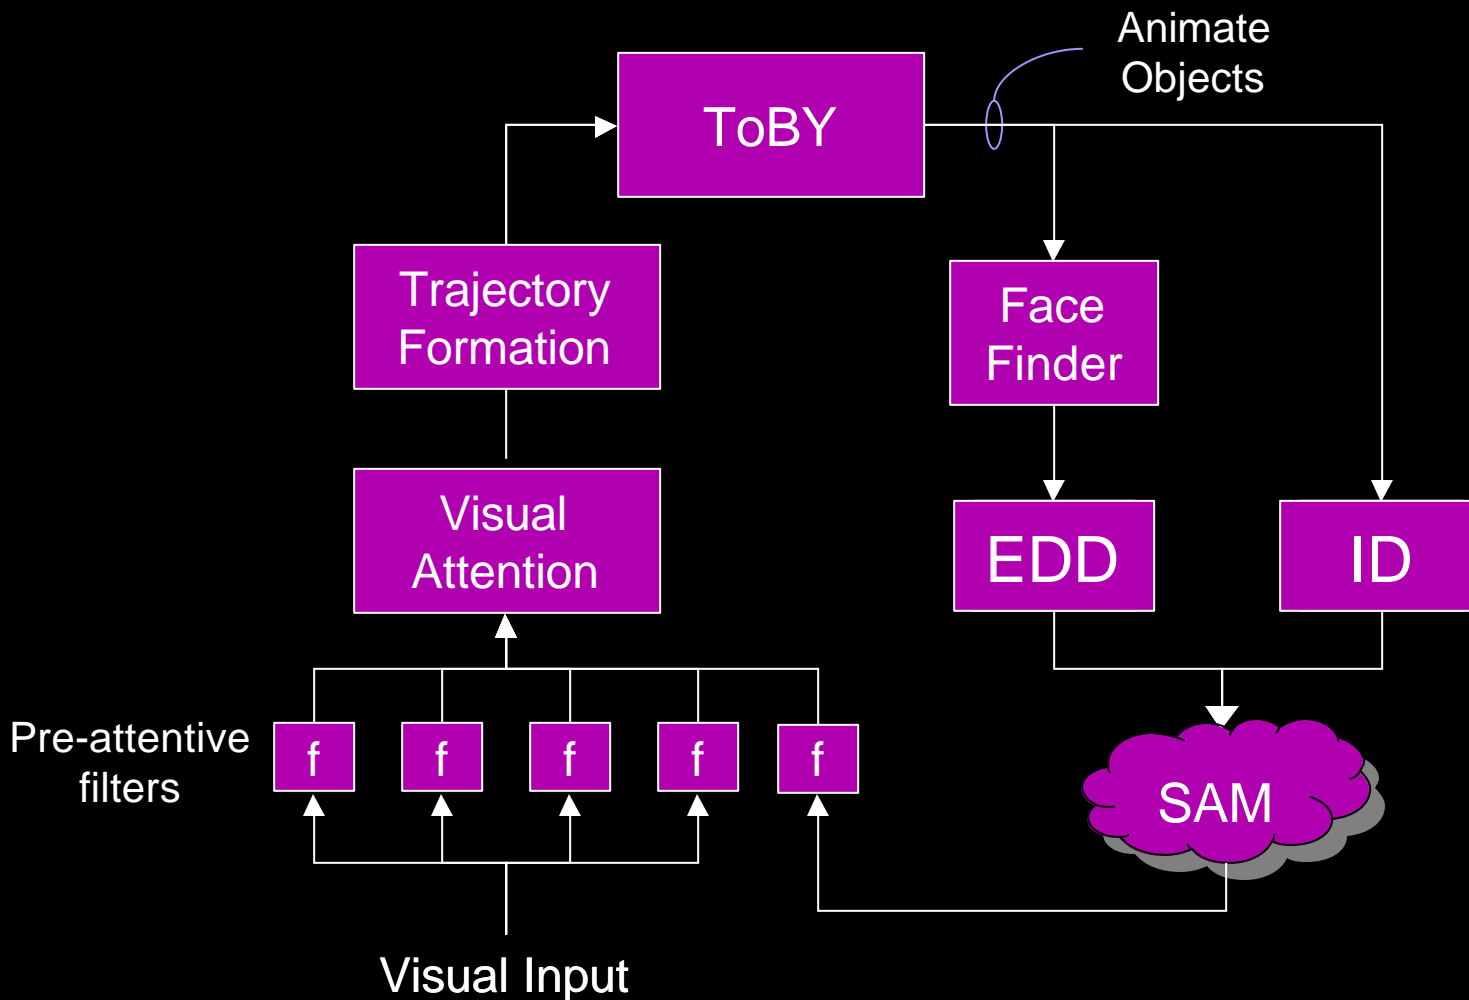 Animate
Objects
ToBY
Trajectory
Formation
Face
Finder
Visual
Attention
EDD
ID
Pre-attentive
filters
f
f
f
f
f
SAM
Visual Input